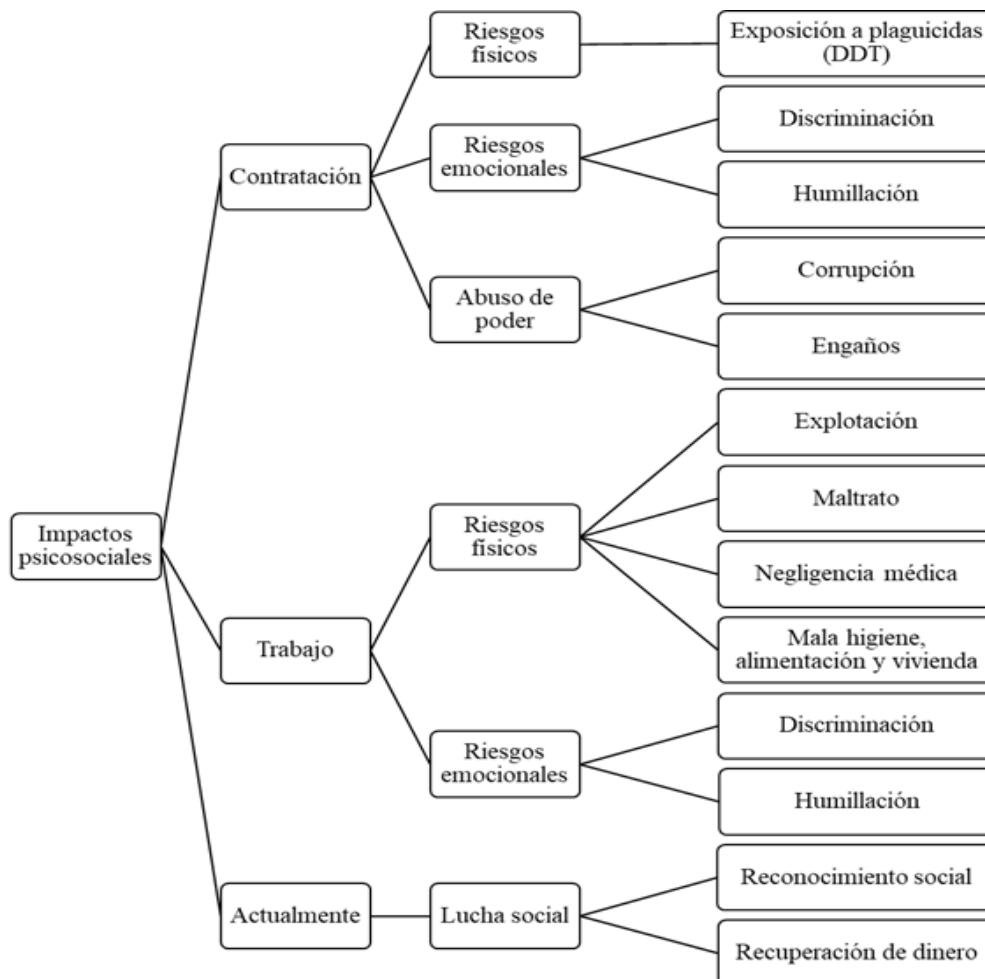 Riesgos
físicos
Exposición a plaguicidas
(DDT)
Contratación
Riesgos
emocionales
Discriminación
Humillación
Abuso de
poder
Corrupción
Engaños
Impactos
psicosociales
Trabajo
Riesgos
físicos
Explotación
Maltrato
Negligencia médica
Mala higiene,
alimentación y vivienda
Riesgos
emocionales
Discriminación
Humillación
Actualmente
Lucha social
Reconocimiento social
Recuperación de dinero